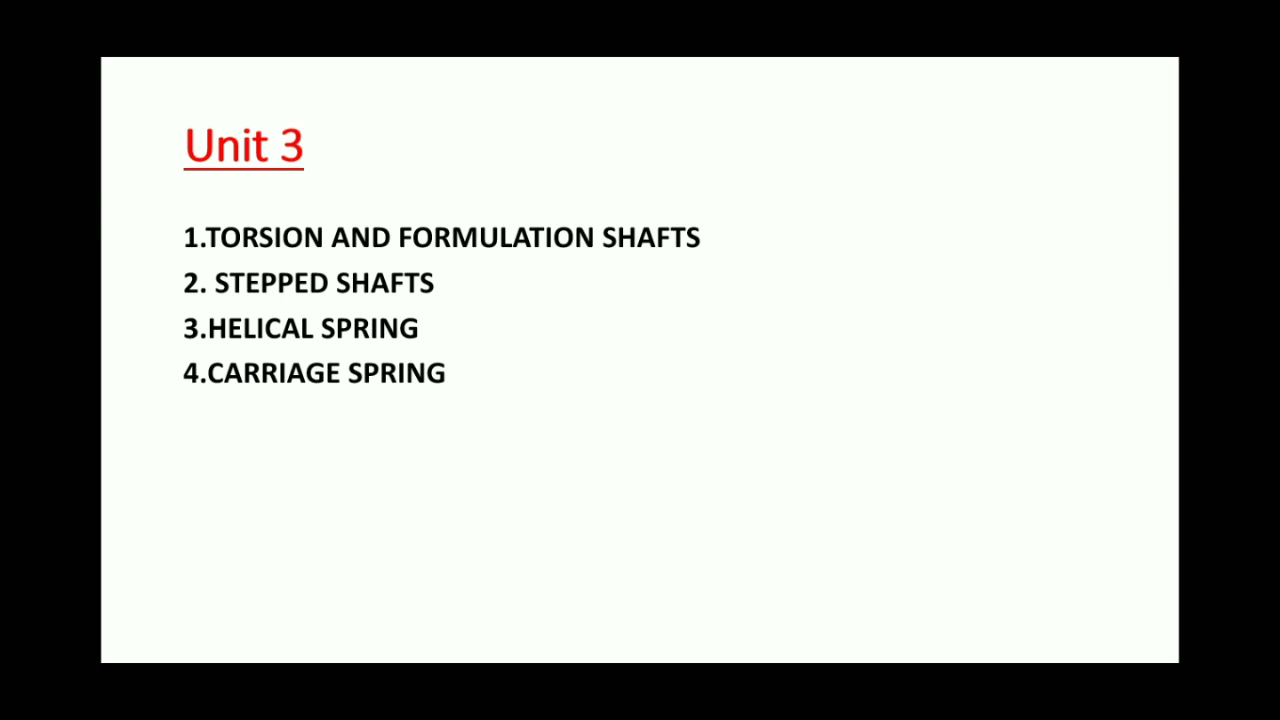 Unit 3
1.TORSION AND FORMULATION SHAFTS
2. STEPPED SHAFTS
3.HELICAL SPRING
4.CARRIAGE SPRING